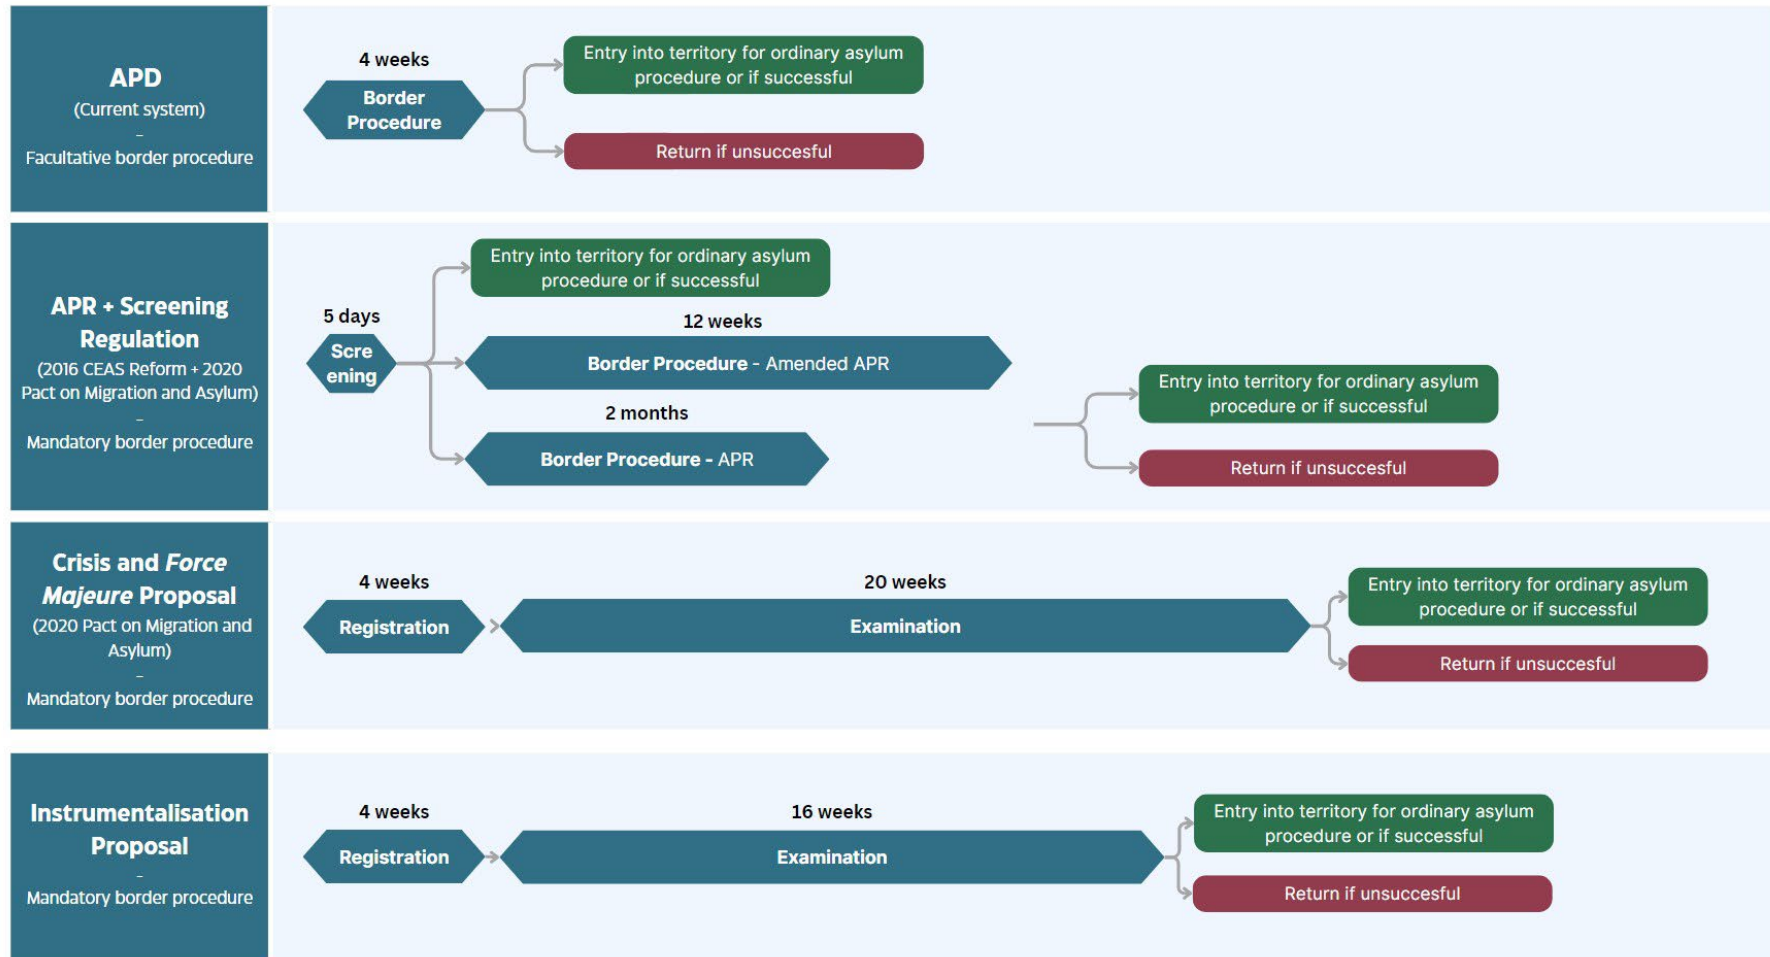 APD
(Current system)
–
Facultative border procedure
4 weeks
Border
Procedure
Entry into territory for ordinary asylum
procedure or if successful
Return if unsuccesful
APR + Screening
Regulation
(2016 CEAS Reform + 2020
Pact on Migration and Asylum)
–
Mandatory border procedure
5 days
Scre
ening
Entry into territory for ordinary asylum
procedure or if successful
12 weeks
Border Procedure - Amended APR
2 months
Border Procedure - APR
Entry into territory for ordinary asylum
procedure or if successful
Return if unsuccesful
Crisis and Force
Majeure Proposal
(2020 Pact on Migration and
Asylum)
–
Mandatory border procedure
4 weeks
Registration
20 weeks
Examination
Entry into territory for ordinary asylum
procedure or if successful
Return if unsuccesful
Instrumentalisation
Proposal
–
Mandatory border procedure
4 weeks
Registration
16 weeks
Examination
Entry into territory for ordinary asylum
procedure or if successful
Return if unsuccesful